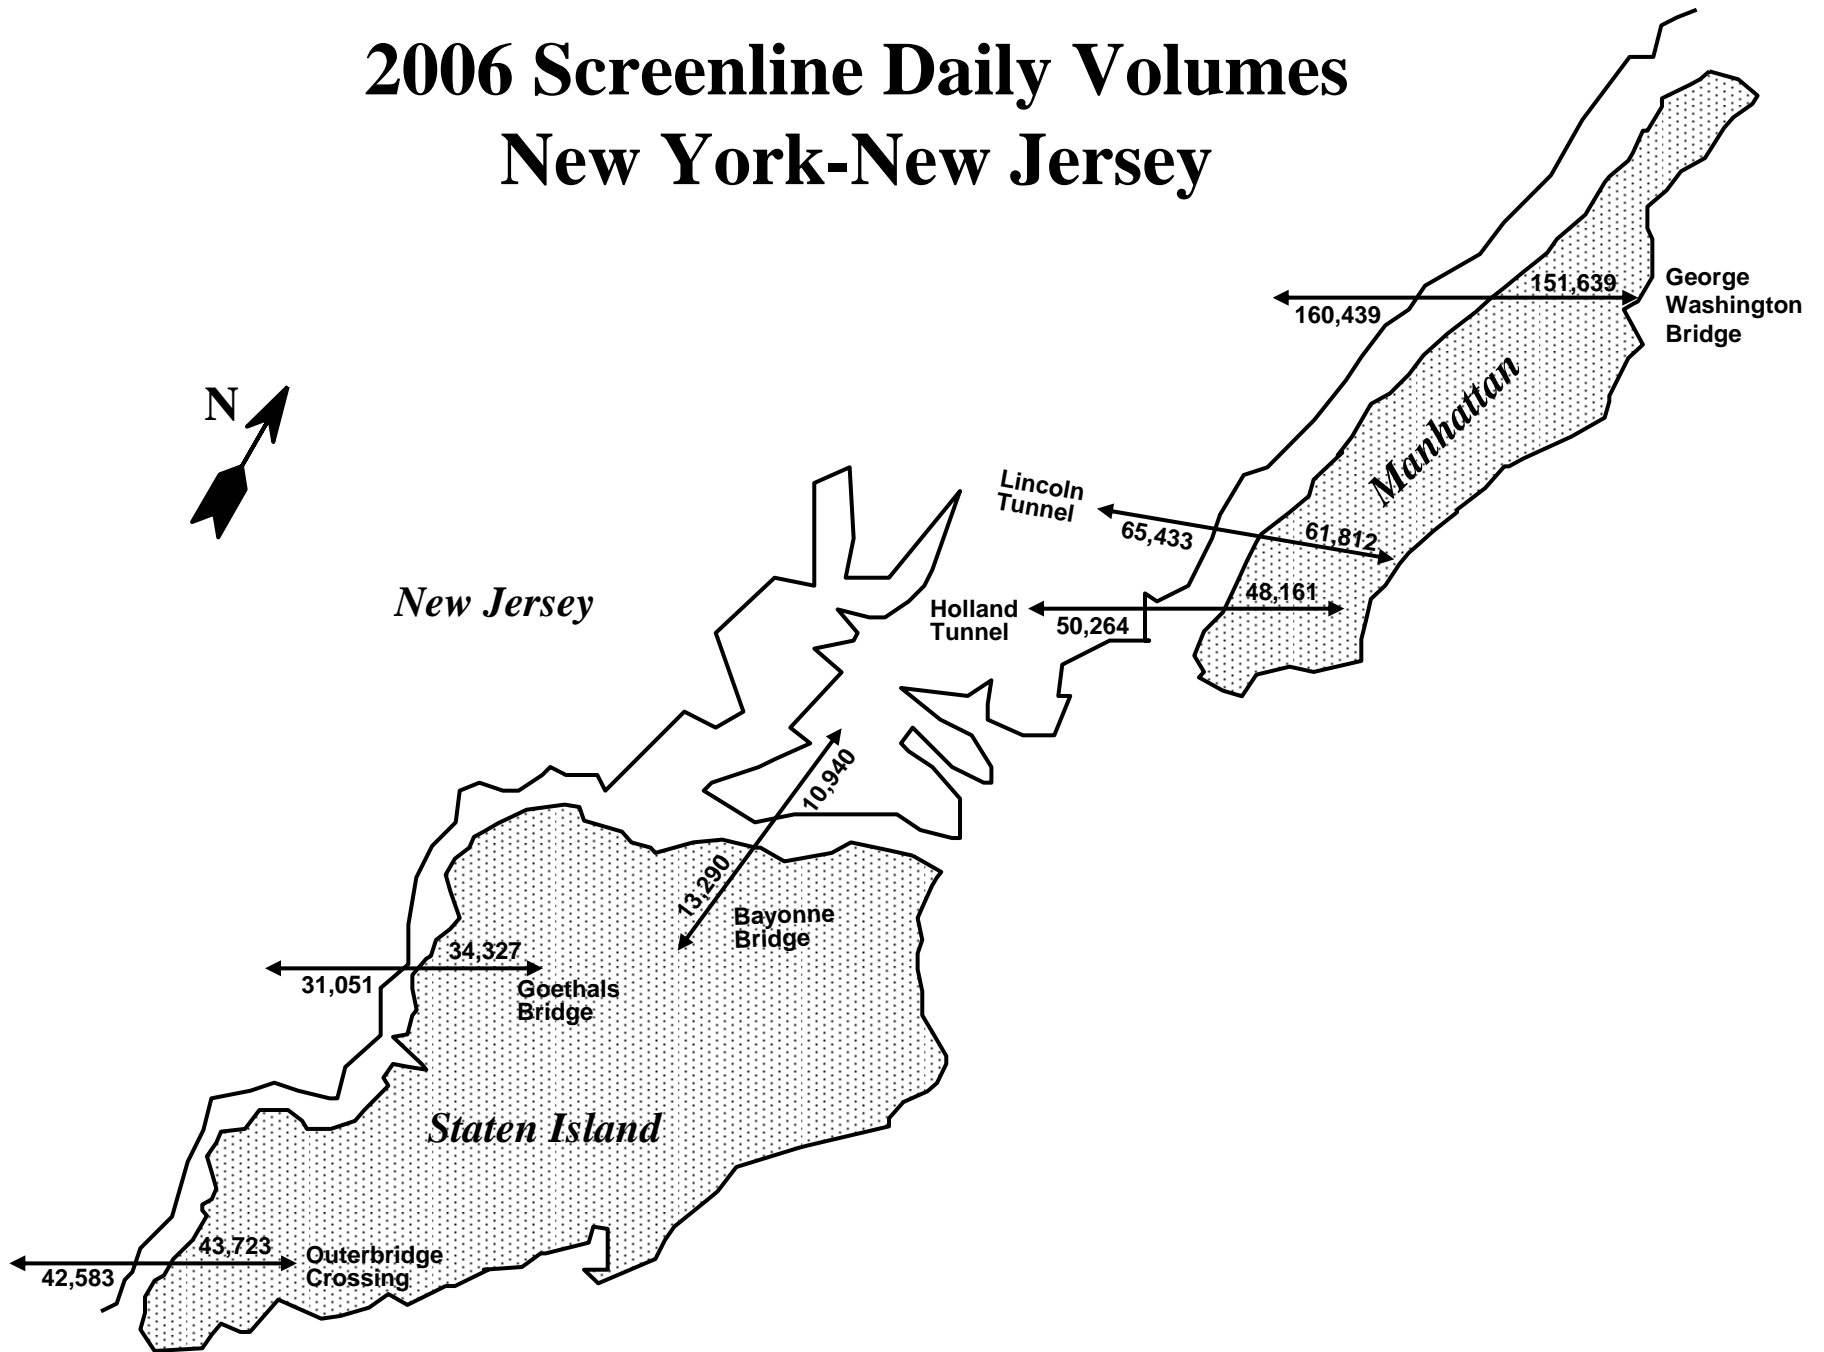 2006 Screenline Daily Volumes
New York-New Jersey
151,639
George
Washington
Bridge
160,439
N
Manhattan
Lincoln
Tunnel
65,433
61,812
New Jersey
Holland
Tunnel
48,161
50,264
10,940
13,290
Bayonne
Bridge
34,327
31,051
Goethals
Bridge
Staten Island
43,723
42,583
Outerbridge
Crossing